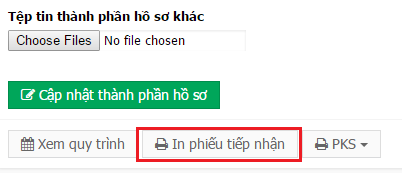 Tệp tin thành phần hồ sơ khác
Choose Files No file chosen
Cập nhật thành phần hồ sơ
Xem quy trình In phiếu tiếp nhận PKS